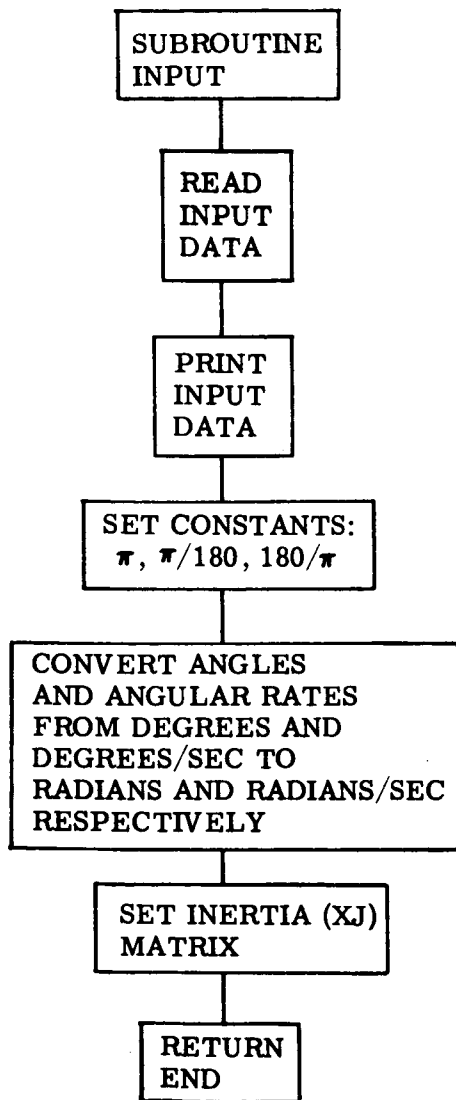 SUBROUTINE
INPUT
READ
INPUT
DATA
PRINT
INPUT
DATA
SET CONSTANTS:
π, π/180, 180/π
CONVERT ANGLES
AND ANGULAR RATES
FROM DEGREES AND
DEGREES/SEC TO
RADIANS AND RADIANS/SEC
RESPECTIVELY
SET INERTIA (XJ)
MATRIX
RETURN
END